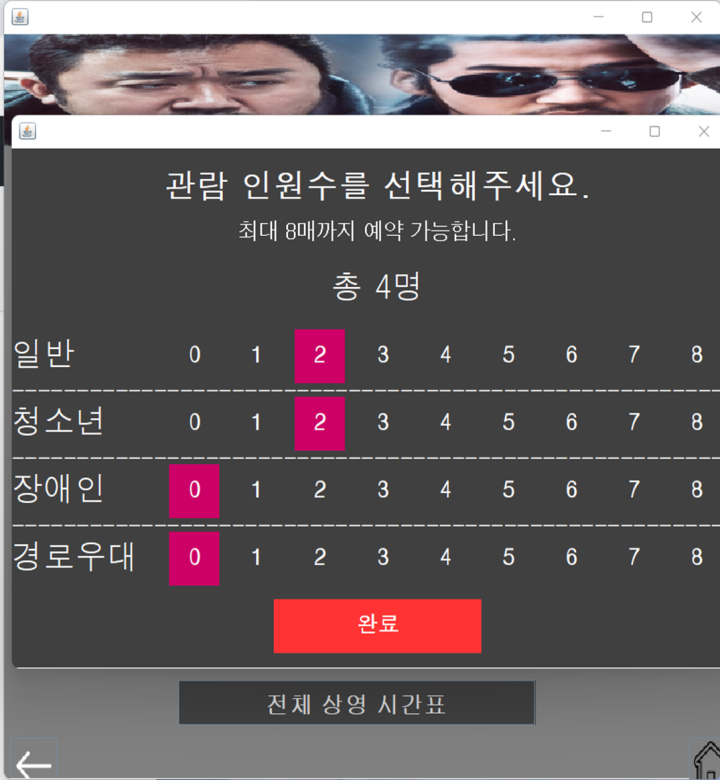 관람 인원수를 선택해주세요.
최대 8매까지 예약 가능합니다.
총 4명
일반 0 1 2 3 4 5 6 7 8
청소년 0 1 2 3 4 5 6 7 8
장애인 0 1 2 3 4 5 6 7 8
경로우대 0 1 2 3 4 5 6 7 8
완료
전체 상영 시간표